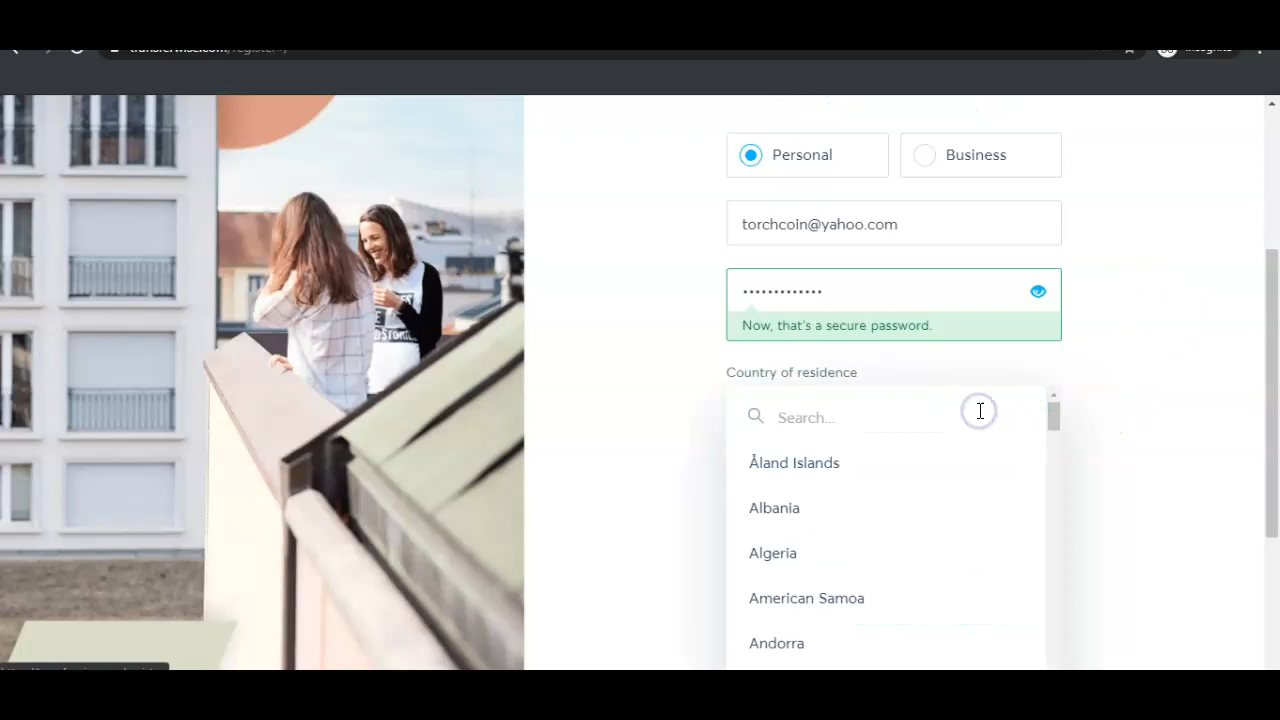 Personal
Business
torchcoin@yahoo.com
•••••••••••••
Now, that's a secure password.
Country of residence
Search...
Åland Islands
Albania
Algeria
American Samoa
Andorra